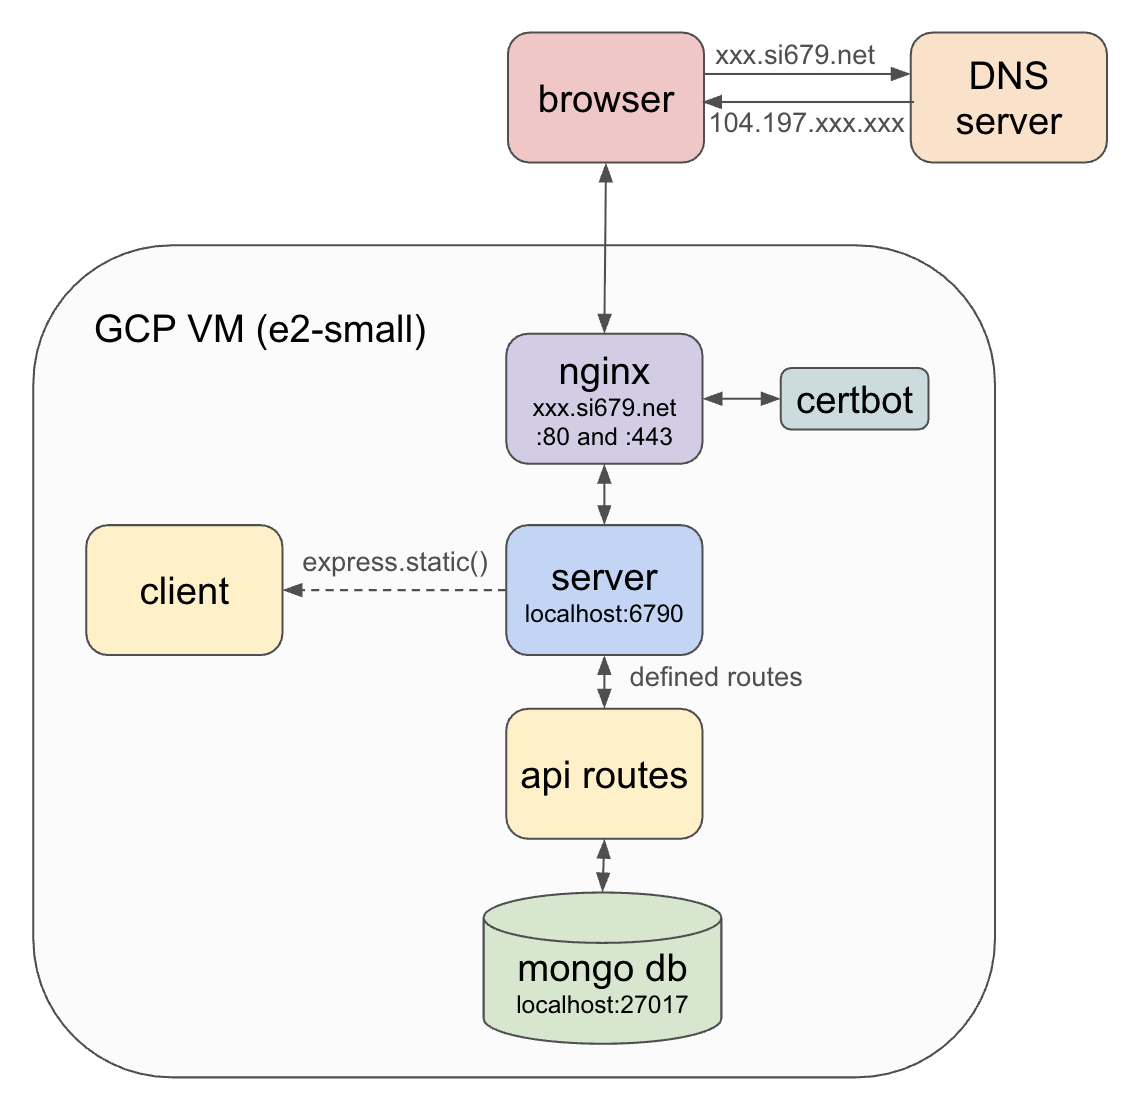 xxx.si679.net
browser
DNS
server
104.197.xxx.xxx
GCP VM (e2-small)
nginx
xxx.si679.net
:80 and :443
certbot
express.static()
client
server
localhost:6790
defined routes
api routes
mongo db
localhost:27017